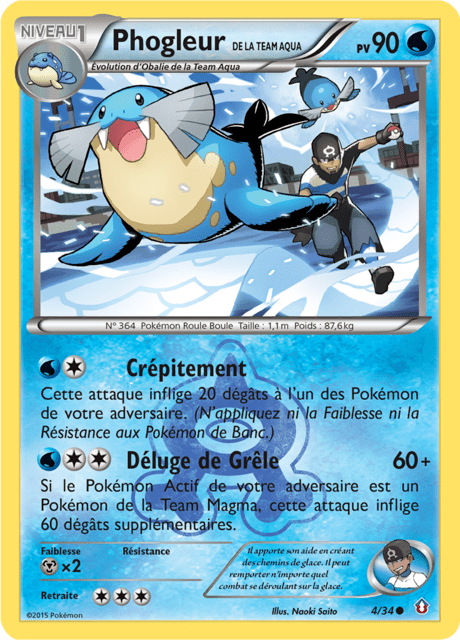 NIVEAU 1
Phogleur DE LA TEAM AQUA
PV 90
Évolution d'Obalie de la Team Aqua
N° 364 Pokémon Roule Boule Taille : 1,1m Poids : 87,6kg
Crépitement
Cette attaque inflige 20 dégâts à l'un des Pokémon
de votre adversaire. (N'appliquez ni la Faiblesse ni la
Résistance aux Pokémon de Banc.)
Déluge de Grêle 60+
Si le Pokémon Actif de votre adversaire est un
Pokémon de la Team Magma, cette attaque inflige
60 dégâts supplémentaires.
Faiblesse Résistance
×2
Retraite
Il apporte son aide en créant
des chemins de glace. Il peut
remporter n'importe quel
combat se déroulant sur la glace.
Illus. Naoki Saito
4/34
©2015 Pokémon